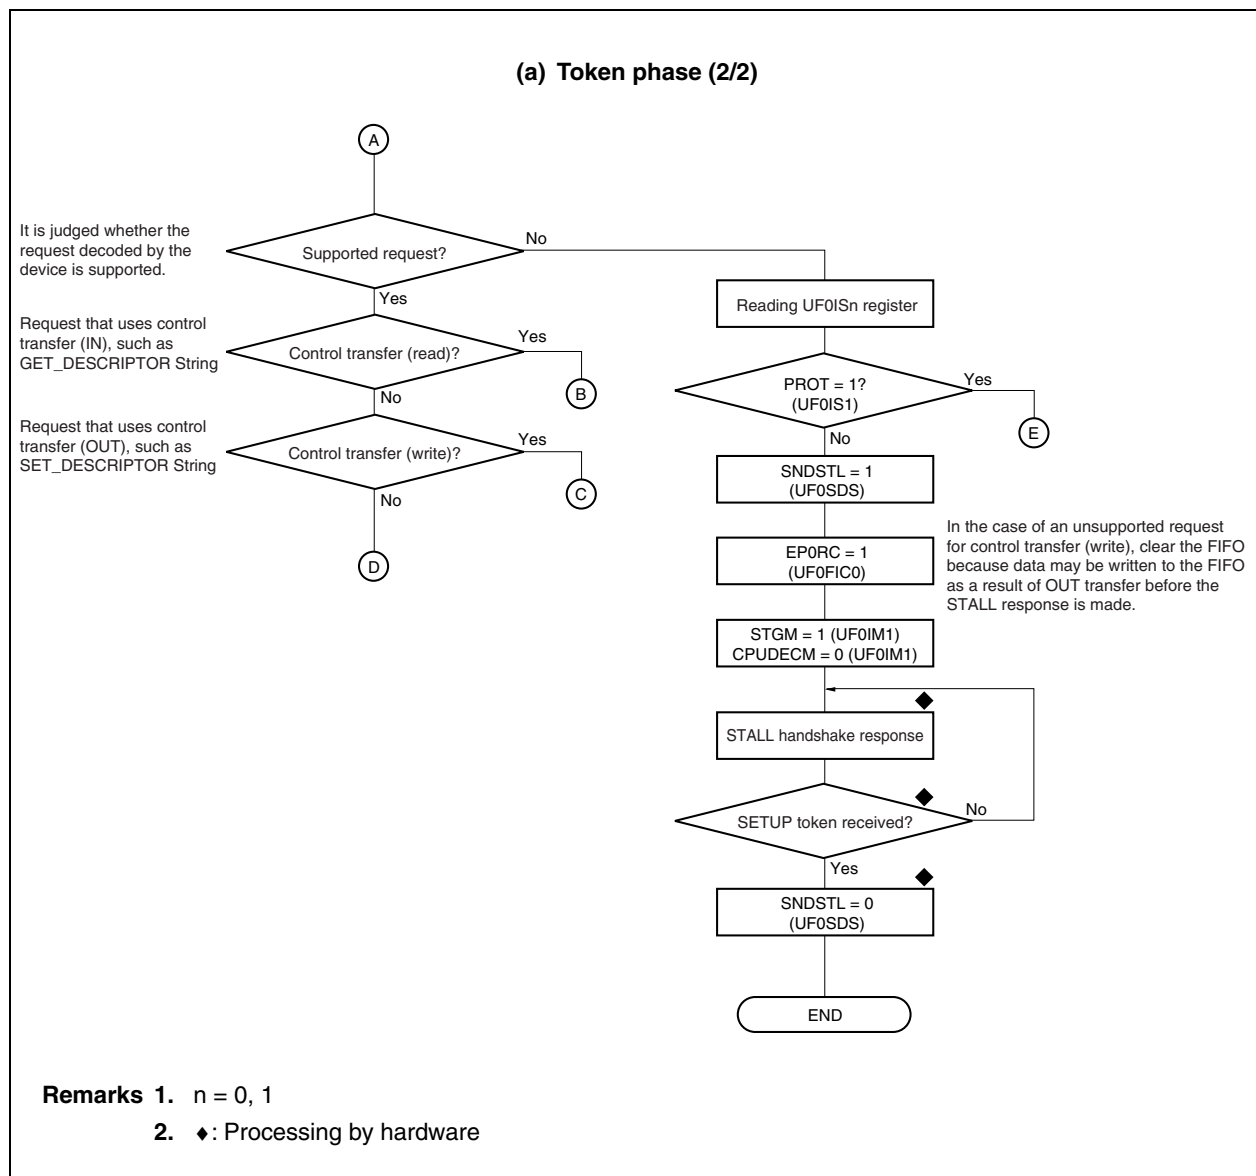 (a) Token phase (2/2)
A
It is judged whether the
request decoded by the
device is supported.
Supported request?
No
Yes
Reading UF0ISn register
Request that uses control
transfer (IN), such as
GET_DESCRIPTOR String
Control transfer (read)?
Yes
No
B
PROT = 1?
(UF0IS1)
Yes
No
E
Request that uses control
transfer (OUT), such as
SET_DESCRIPTOR String
Control transfer (write)?
Yes
No
C
D
SNDSTL = 1
(UF0SDS)
EP0RC = 1
(UF0FIC0)
In the case of an unsupported request
for control transfer (write), clear the FIFO
because data may be written to the FIFO
as a result of OUT transfer before the
STALL response is made.
STGM = 1 (UF0IM1)
CPUDECM = 0 (UF0IM1)
◆
STALL handshake response
◆
SETUP token received?
No
Yes
◆
SNDSTL = 0
(UF0SDS)
END
Remarks 1. n = 0, 1
2. ♦: Processing by hardware